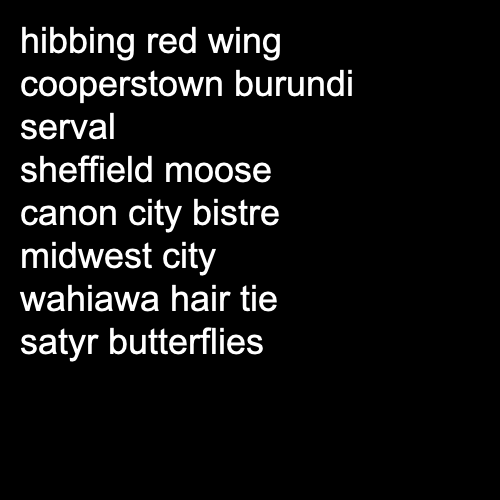 hibbing red wing
cooperstown burundi
serval
sheffield moose
canon city bistre
midwest city
wahiawa hair tie
satyr butterflies